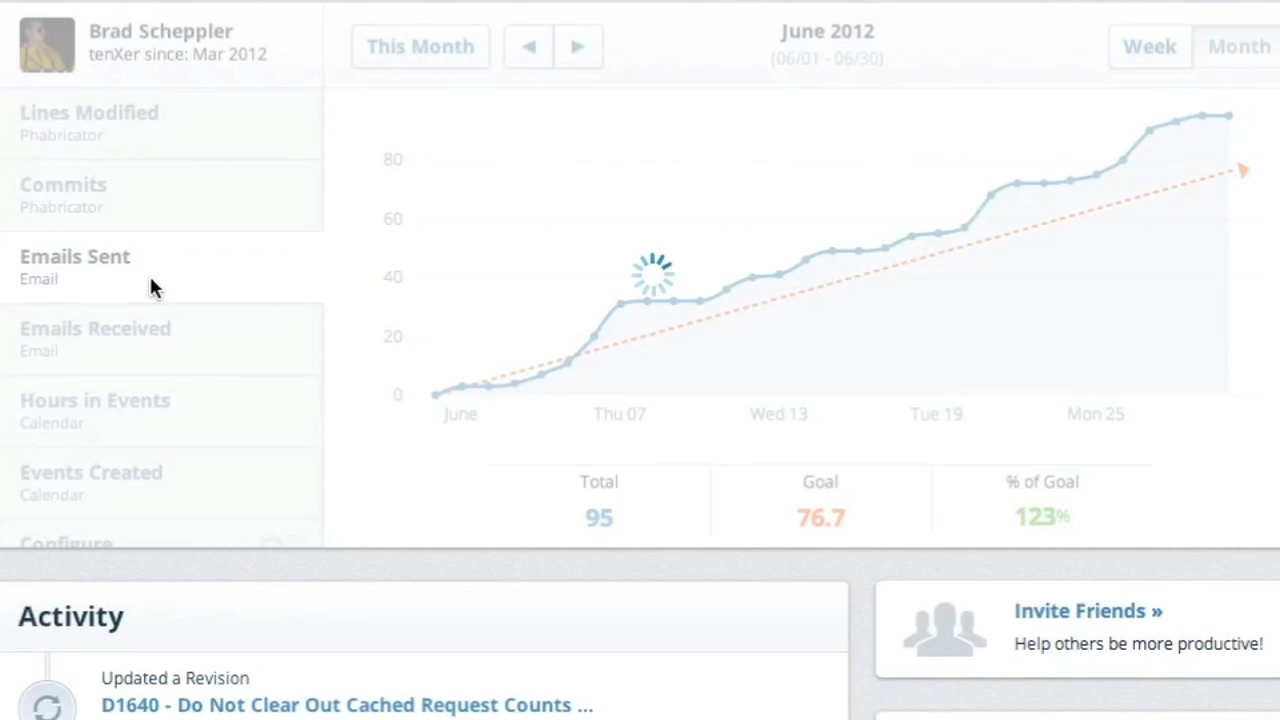 Brad Scheppler
tenXer since: Mar 2012
This Month
June 2012
(06/01 - 06/30)
Week
Month
Lines Modified
Phabricator
Commits
Phabricator
Emails Sent
Email
Emails Received
Email
Hours in Events
Calendar
Events Created
Calendar
Configure
80
60
40
20
0
June
Thu 07
Wed 13
Tue 19
Mon 25
Total
Goal
% of Goal
95
76.7
123%
Activity
Updated a Revision
D1640 - Do Not Clear Out Cached Request Counts ...
Invite Friends »
Help others be more productive!